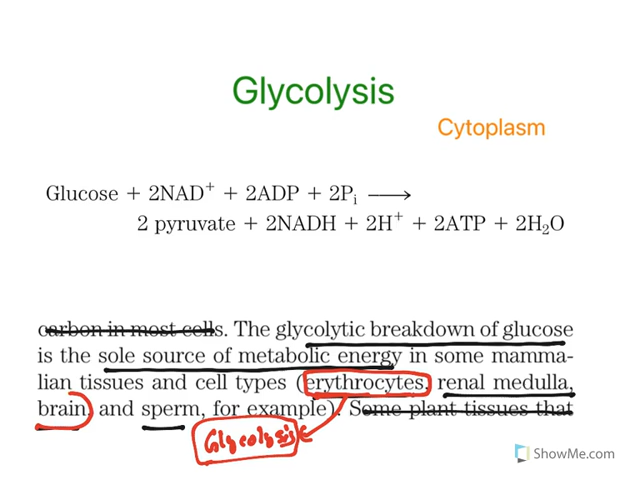 Glycolysis
Cytoplasm
Glucose + 2NAD⁺ + 2ADP + 2Pᵢ ⟶
2 pyruvate + 2NADH + 2H⁺ + 2ATP + 2H₂O
carbon in most cells. The glycolytic breakdown of glucose
is the sole source of metabolic energy in some mamma-
lian tissues and cell types (erythrocytes, renal medulla,
brain, and sperm, for example). Some plant tissues that
Glycolysis
ShowMe.com